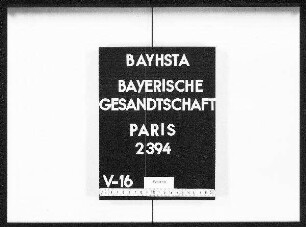 BAYHSTA
BAYERISCHE
GESANDTSCHAFT
PARIS
2394
V-16